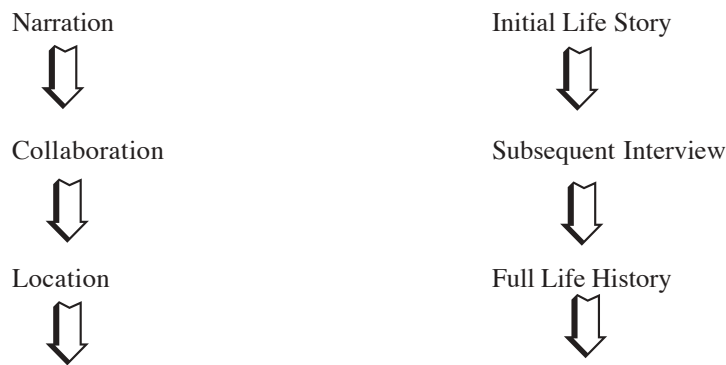 Narration
Initial Life Story
Collaboration
Subsequent Interview
Location
Full Life History